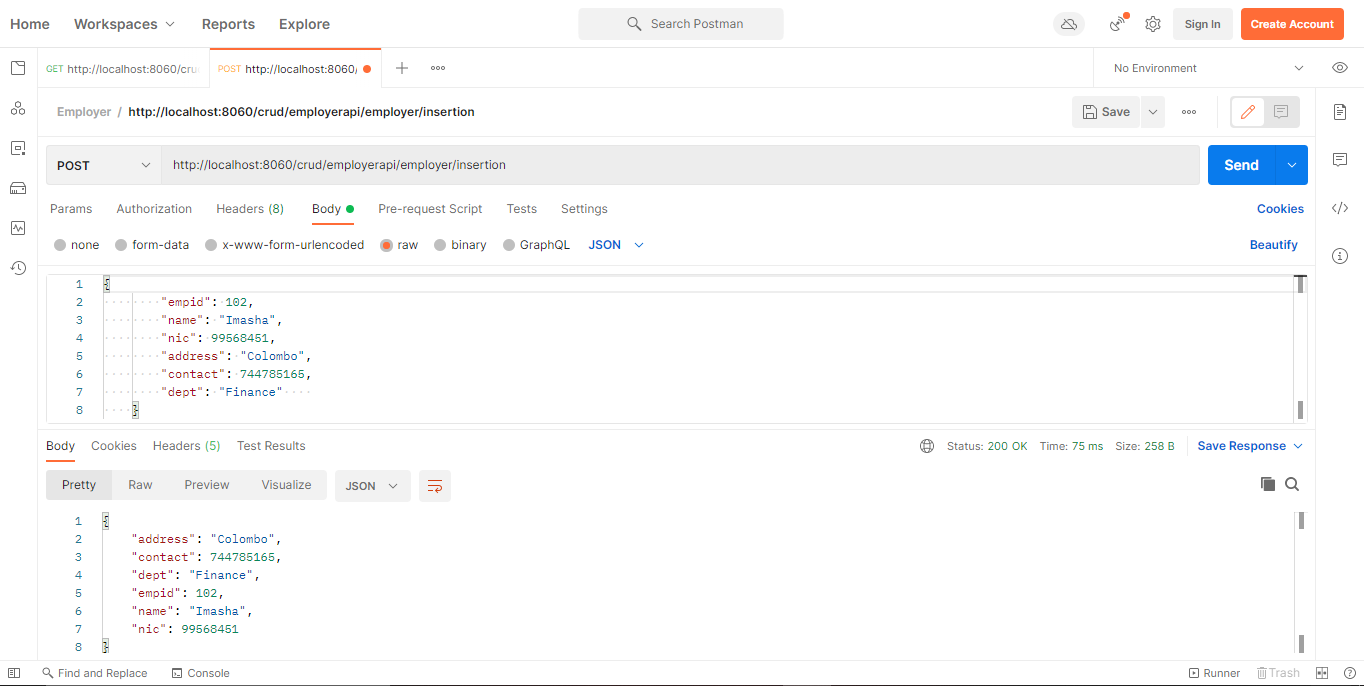 Home Workspaces Reports Explore Search Postman Sign In Create Account
GET http://localhost:8060/cru POST http://localhost:8060/ No Environment
Employer / http://localhost:8060/crud/employerapi/employer/insertion Save
POST http://localhost:8060/crud/employerapi/employer/insertion Send
Params Authorization Headers (8) Body Pre-request Script Tests Settings Cookies
none form-data x-www-form-urlencoded raw binary GraphQL JSON Beautify
1 {
2 "empid": 102,
3 "name": "Imasha",
4 "nic": 99568451,
5 "address": "Colombo",
6 "contact": 744785165,
7 "dept": "Finance"
8 }
Body Cookies Headers (5) Test Results Status: 200 OK Time: 75 ms Size: 258 B Save Response
Pretty Raw Preview Visualize JSON
1 {
2 "address": "Colombo",
3 "contact": 744785165,
4 "dept": "Finance",
5 "empid": 102,
6 "name": "Imasha",
7 "nic": 99568451
8 }
Find and Replace Console Runner Trash